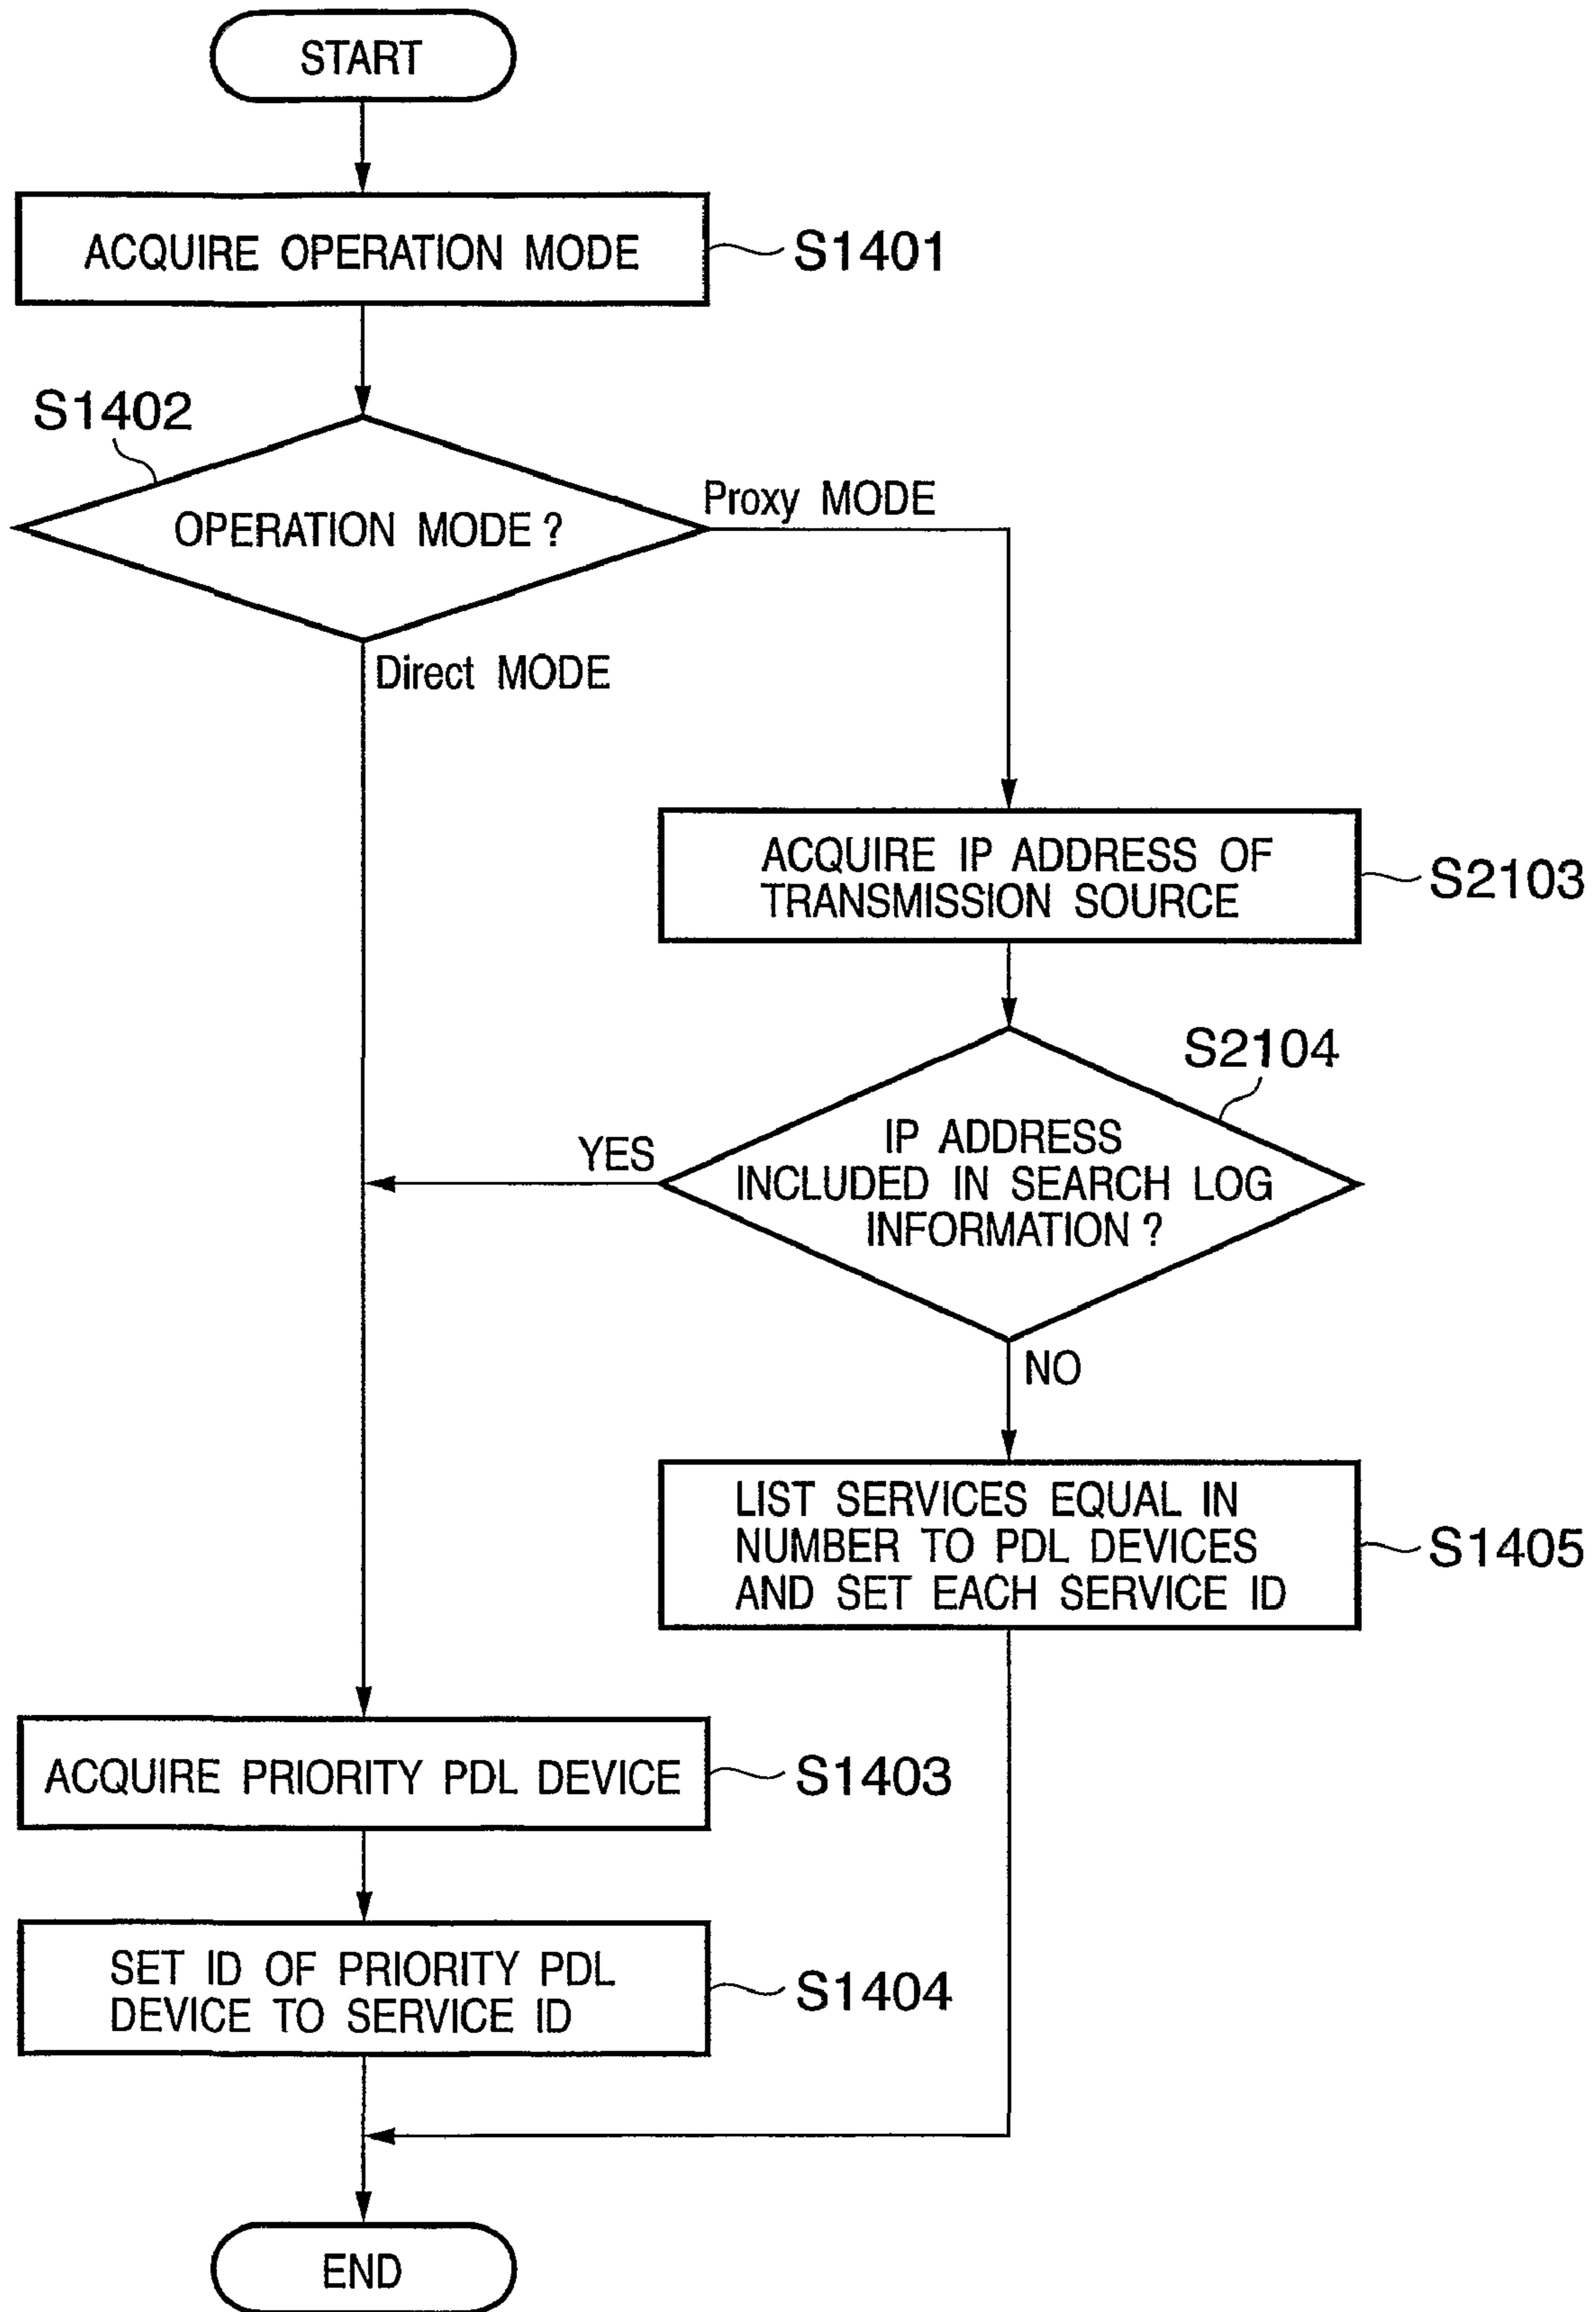 START
ACQUIRE OPERATION MODE
S1401
S1402
OPERATION MODE?
Proxy MODE
Direct MODE
ACQUIRE IP ADDRESS OF
TRANSMISSION SOURCE
S2103
S2104
IP ADDRESS
INCLUDED IN SEARCH LOG
INFORMATION?
YES
NO
LIST SERVICES EQUAL IN
NUMBER TO PDL DEVICES
AND SET EACH SERVICE ID
S1405
ACQUIRE PRIORITY PDL DEVICE
S1403
SET ID OF PRIORITY PDL
DEVICE TO SERVICE ID
S1404
END